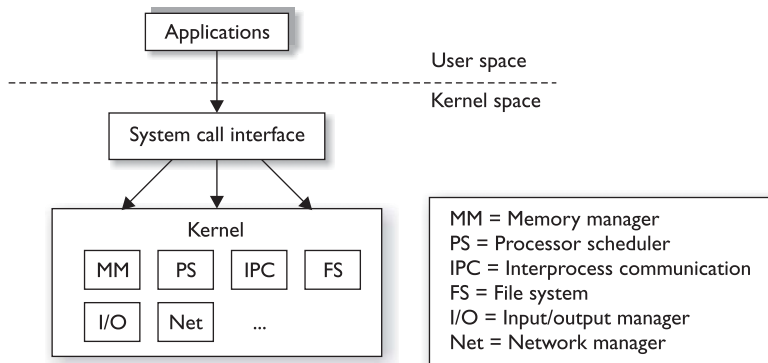 Applications
User space
Kernel space
System call interface
Kernel
MM PS IPC FS
I/O Net ...
MM = Memory manager
PS = Processor scheduler
IPC = Interprocess communication
FS = File system
I/O = Input/output manager
Net = Network manager